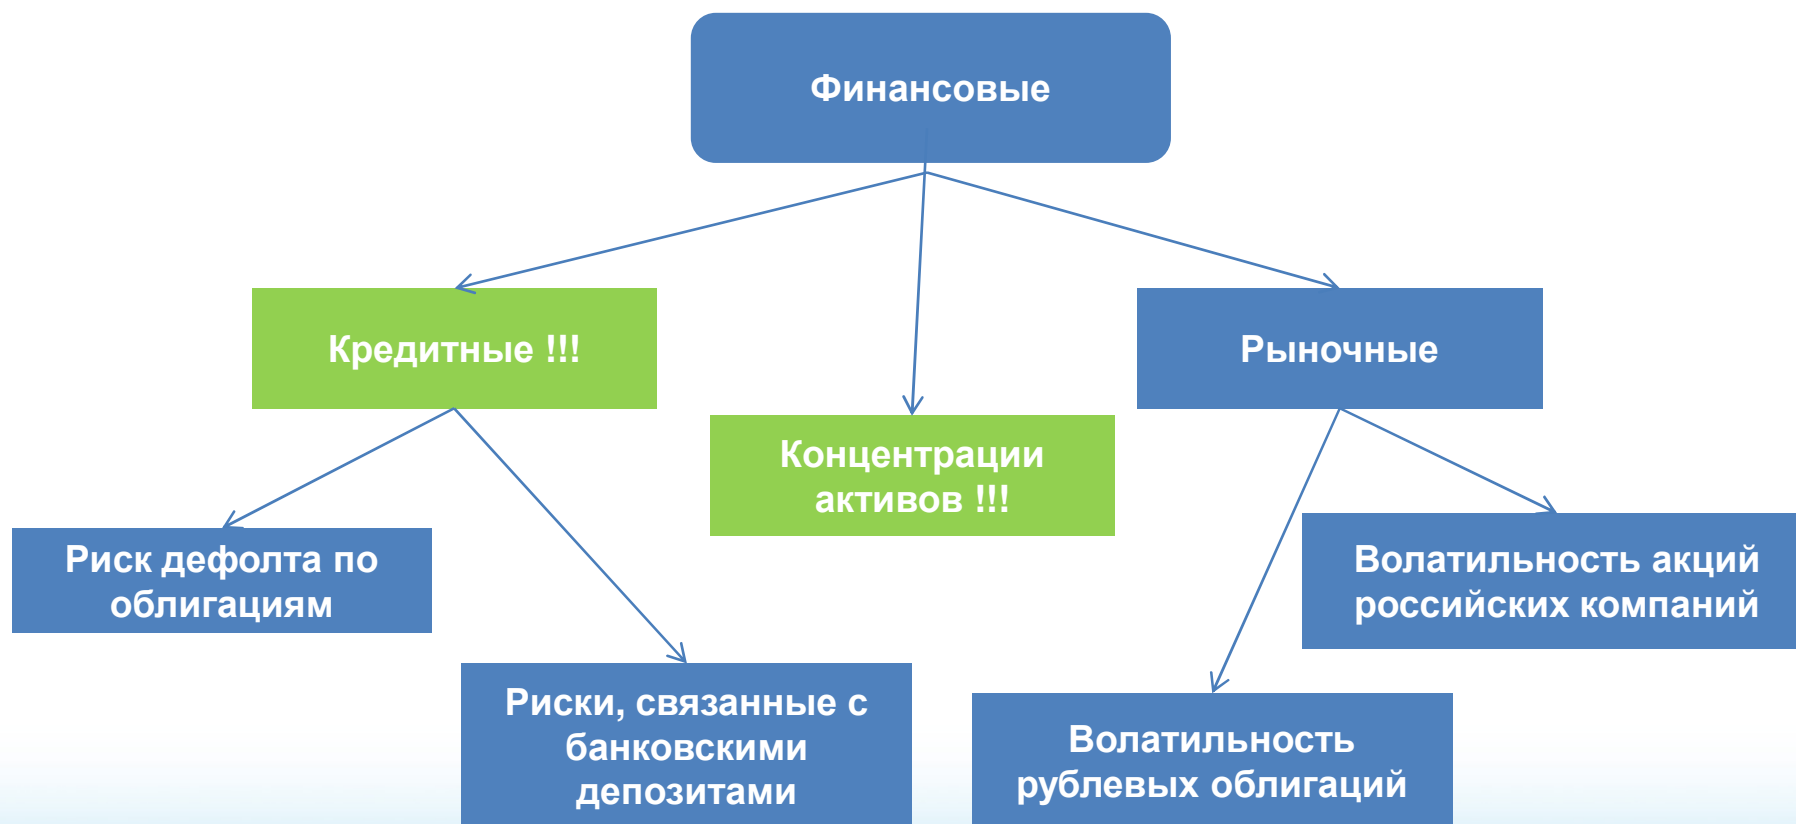 Финансовые
Кредитные !!!
Рыночные
Концентрации
активов !!!
Риск дефолта по
облигациям
Волатильность акций
российских компаний
Риски, связанные с
банковскими
депозитами
Волатильность
рублевых облигаций